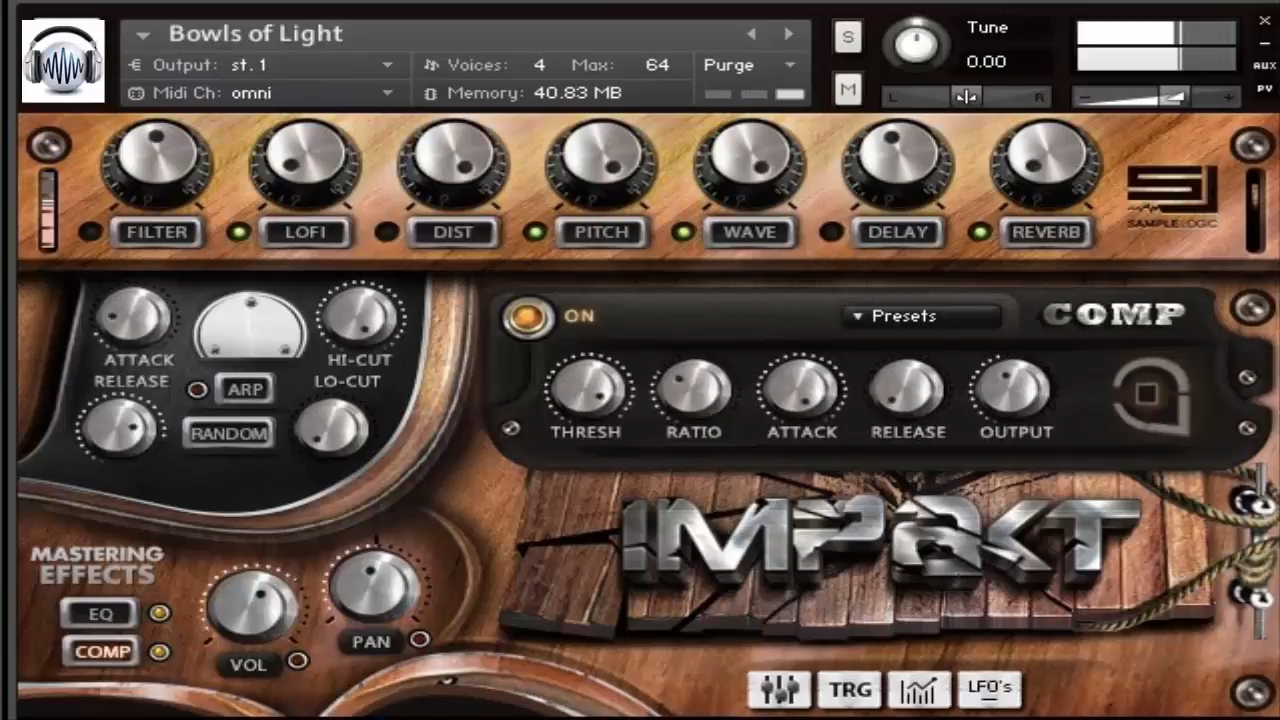 Bowls of Light
S
Tune
0.00
Output: st. 1
Voices: 4 Max: 64
Purge
Midi Ch: omni
Memory: 40.83 MB
M
L
R
AUX
PV
FILTER
LOFI
DIST
PITCH
WAVE
DELAY
REVERB
SAMPLELOGIC
ATTACK
HI-CUT
RELEASE
LO-CUT
ARP
RANDOM
ON
Presets
COMP
THRESH
RATIO
ATTACK
RELEASE
OUTPUT
IMPAKT
MASTERING
EFFECTS
EQ
COMP
VOL
PAN
TRG
LFO's